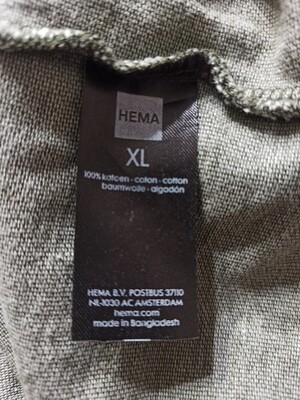 HEMA
XL
100% katoen - coton - cotton
baumwolle - algodón
HEMA B.V. POSTBUS 37110
NL-1030 AC AMSTERDAM
hema.com
made in Bangladesh